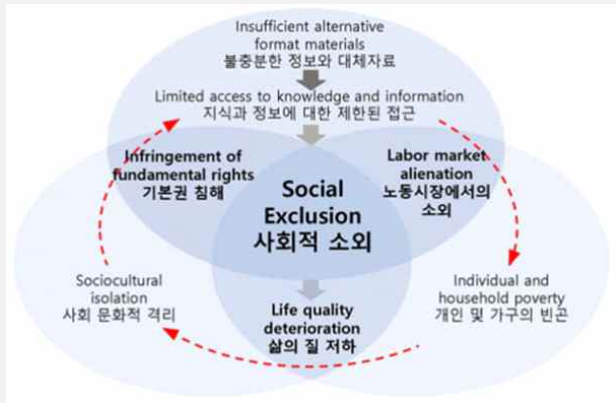 Insufficient alternative
format materials
불충분한 정보와 대체자료
Limited access to knowledge and information
지식과 정보에 대한 제한된 접근
Infringement of
fundamental rights
기본권 침해
Social
Exclusion
사회적 소외
Labor market
alienation
노동시장에서의
소외
Sociocultural
isolation
사회 문화적 격리
Life quality
deterioration
삶의 질 저하
Individual and
household poverty
개인 및 가구의 빈곤